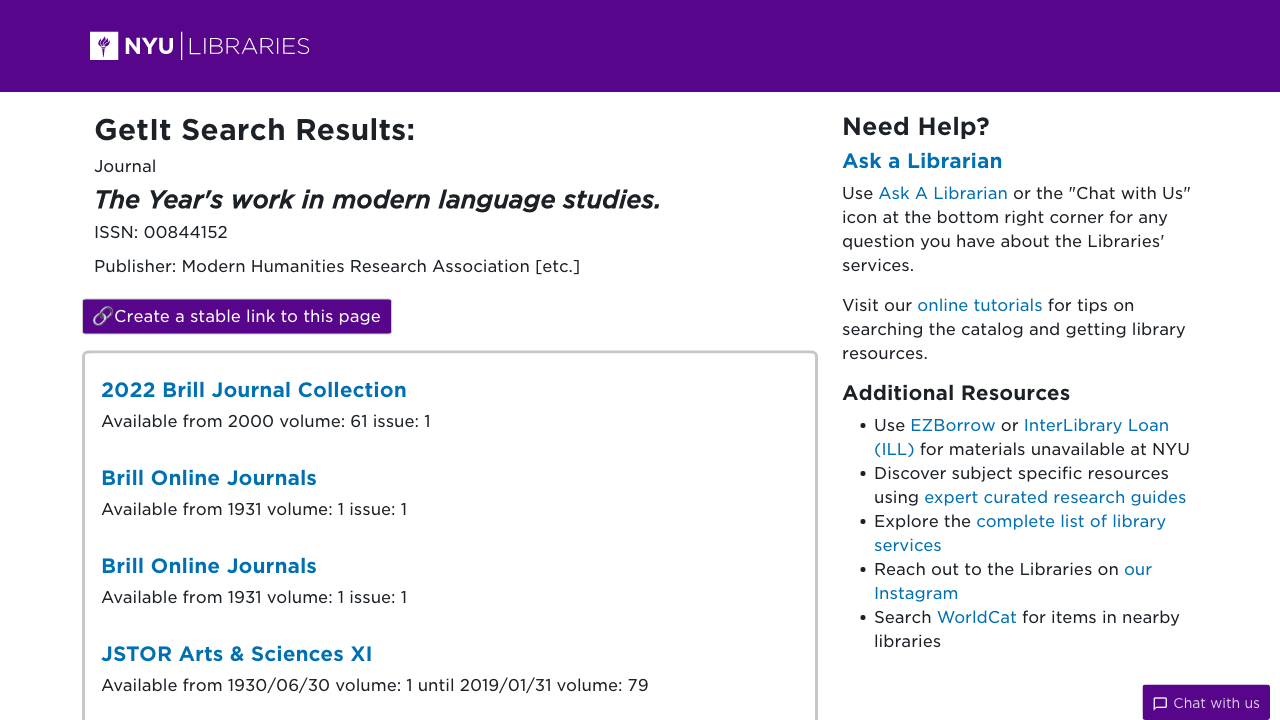 NYU LIBRARIES
GetIt Search Results:
Journal
The Year's work in modern language studies.
ISSN: 00844152
Publisher: Modern Humanities Research Association [etc.]
Create a stable link to this page
2022 Brill Journal Collection
Available from 2000 volume: 61 issue: 1
Brill Online Journals
Available from 1931 volume: 1 issue: 1
Brill Online Journals
Available from 1931 volume: 1 issue: 1
JSTOR Arts & Sciences XI
Available from 1930/06/30 volume: 1 until 2019/01/31 volume: 79
Need Help?
Ask a Librarian
Use Ask A Librarian or the "Chat with Us"
icon at the bottom right corner for any
question you have about the Libraries'
services.
Visit our online tutorials for tips on
searching the catalog and getting library
resources.
Additional Resources
• Use EZBorrow or InterLibrary Loan
(ILL) for materials unavailable at NYU
• Discover subject specific resources
using expert curated research guides
• Explore the complete list of library
services
• Reach out to the Libraries on our
Instagram
• Search WorldCat for items in nearby
libraries
Chat with us